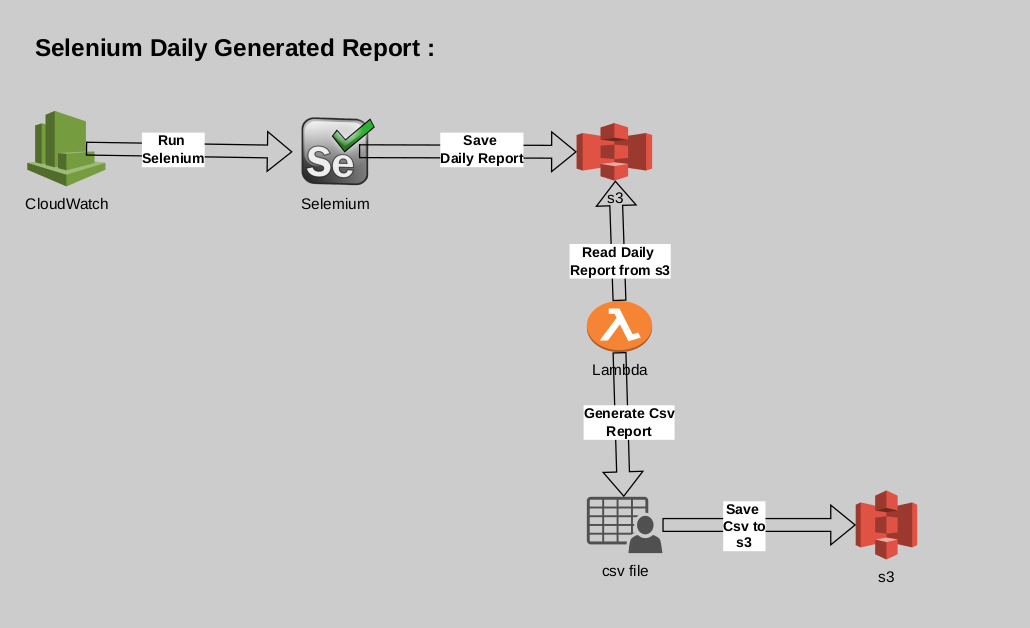 Selenium Daily Generated Report :
Run
Selenium
Save
Daily Report
Se
CloudWatch
Selemium
s3
Read Daily
Report from s3
λ
Lambda
Generate Csv
Report
Save
Csv to
s3
csv file
s3